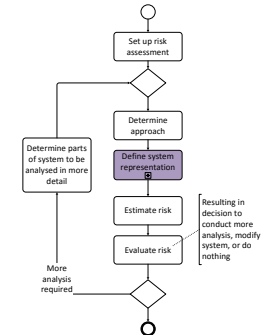 Set up risk
assessment
Determine
approach
Determine parts
of system to be
analysed in more
detail
Define system
representation
Estimate risk
Evaluate risk
Resulting in
decision to
conduct more
analysis, modify
system, or do
nothing
More
analysis
required